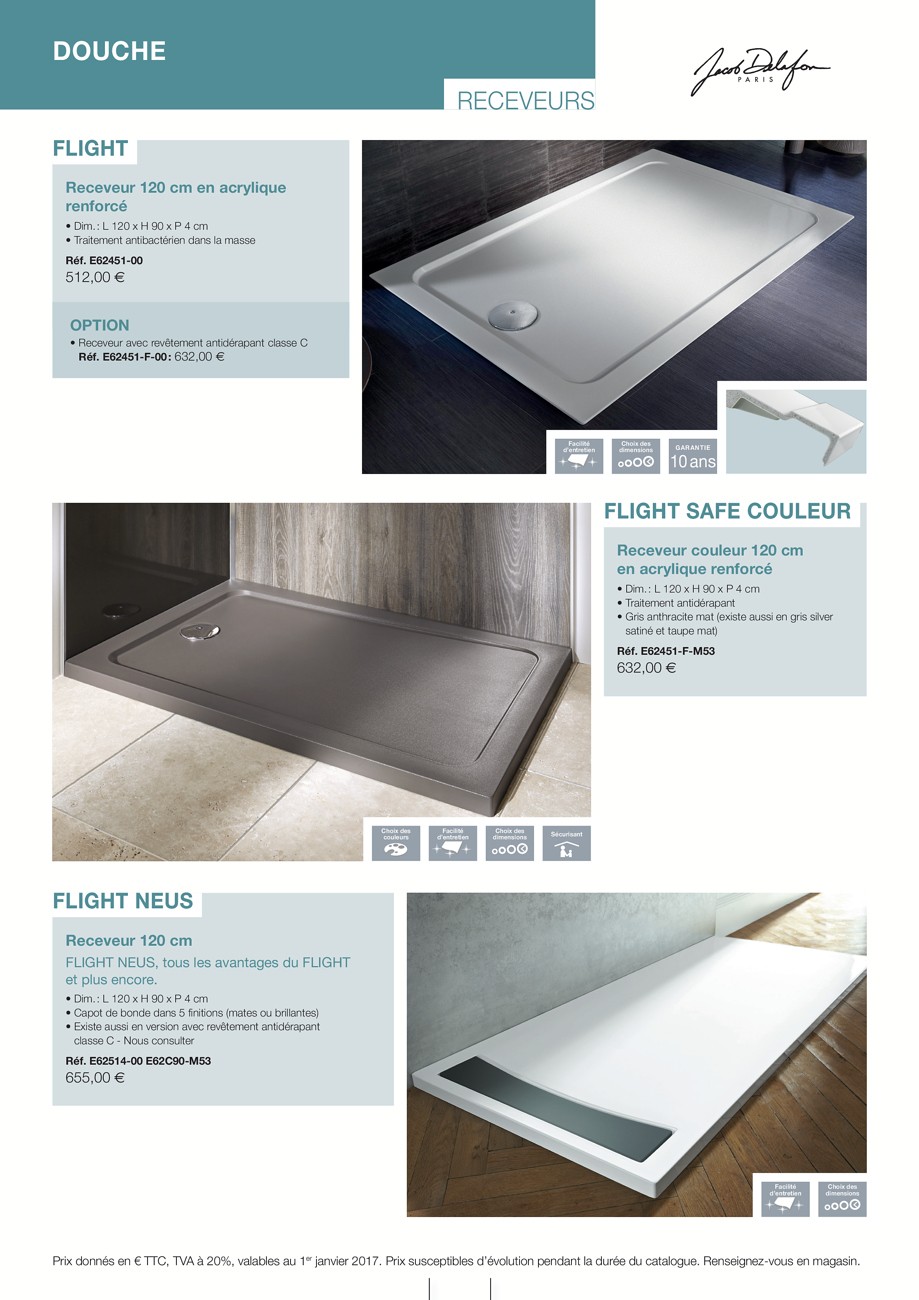 DOUCHE
RECEVEURS
Jacob Delafon
PARIS
FLIGHT
Receveur 120 cm en acrylique
renforcé
• Dim. : L 120 x H 90 x P 4 cm
• Traitement antibactérien dans la masse
Réf. E62451-00
512,00 €
OPTION
• Receveur avec revêtement antidérapant classe C
Réf. E62451-F-00 : 632,00 €
Facilité
d'entretien
Choix des
dimensions
GARANTIE
10 ans
FLIGHT SAFE COULEUR
Receveur couleur 120 cm
en acrylique renforcé
• Dim. : L 120 x H 90 x P 4 cm
• Traitement antidérapant
• Gris anthracite mat (existe aussi en gris silver
satiné et taupe mat)
Réf. E62451-F-M53
632,00 €
Choix des
couleurs
Facilité
d'entretien
Choix des
dimensions
Sécurisant
FLIGHT NEUS
Receveur 120 cm
FLIGHT NEUS, tous les avantages du FLIGHT
et plus encore.
• Dim. : L 120 x H 90 x P 4 cm
• Capot de bonde dans 5 finitions (mates ou brillantes)
• Existe aussi en version avec revêtement antidérapant
classe C - Nous consulter
Réf. E62514-00 E62C90-M53
655,00 €
Facilité
d'entretien
Choix des
dimensions
Prix donnés en € TTC, TVA à 20%, valables au 1er janvier 2017. Prix susceptibles d'évolution pendant la durée du catalogue. Renseignez-vous en magasin.